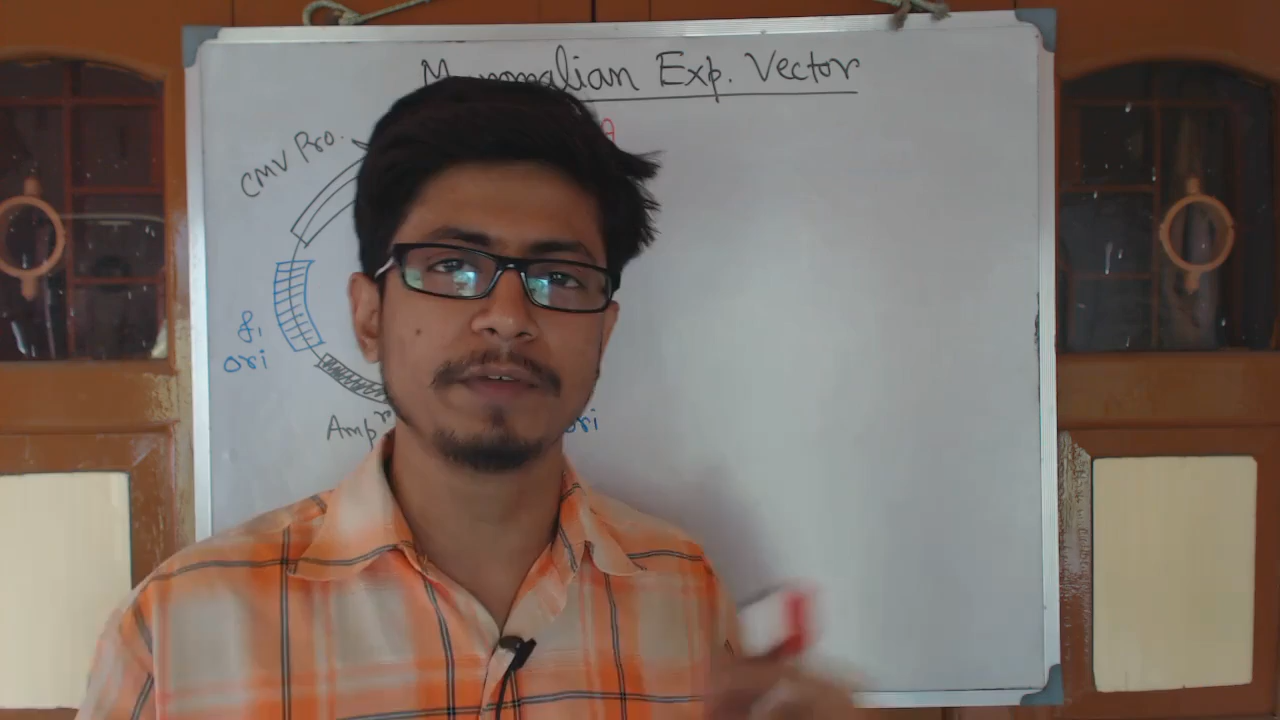 Mammalian Exp. Vector
CMV Pro.
f1
ori
Amp r
ori